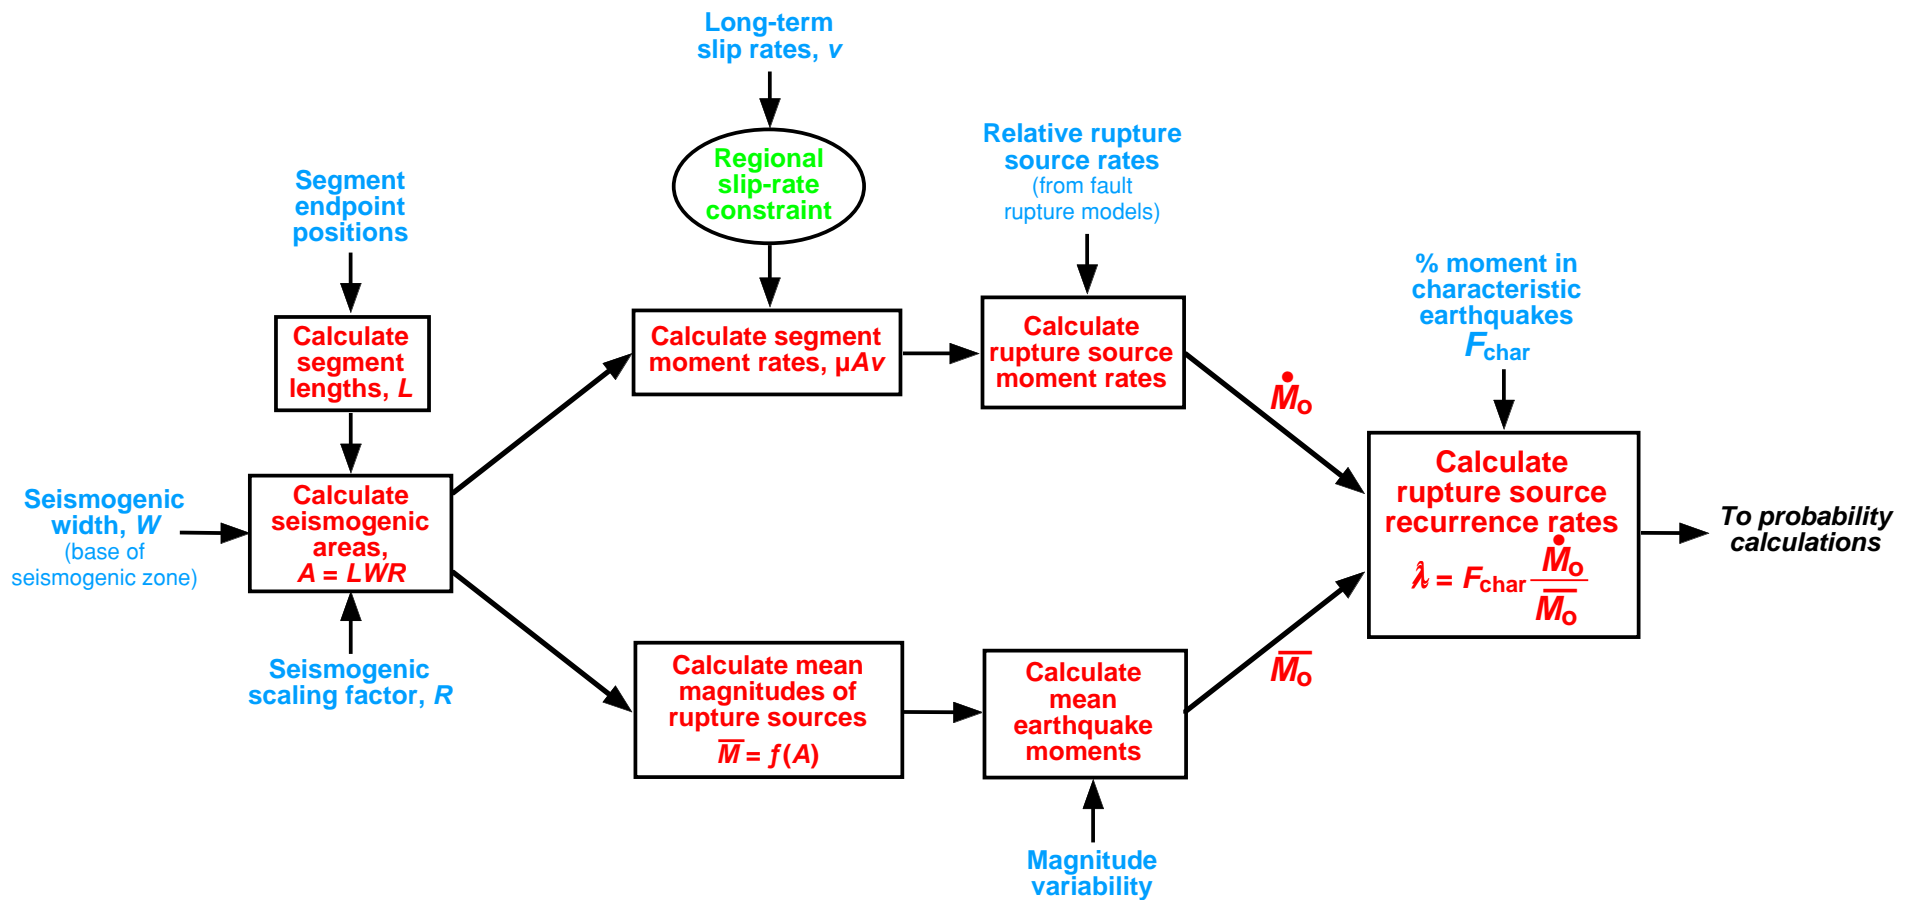 Long-term
slip rates, v
Regional
slip-rate
constraint
Relative rupture
source rates
(from fault
rupture models)
Segment
endpoint
positions
% moment in
characteristic
earthquakes
F char
Calculate
segment
lengths, L
Calculate segment
moment rates, μAv
Calculate
rupture source
moment rates
Ṁo
Seismogenic
width, W
(base of
seismogenic zone)
Calculate
seismogenic
areas,
A = LWR
Calculate
rupture source
recurrence rates
λ̂ = F char Ṁo / M̅o
To probability
calculations
Seismogenic
scaling factor, R
Calculate mean
magnitudes of
rupture sources
M̅ = f(A)
Calculate
mean
earthquake
moments
M̅o
Magnitude
variability